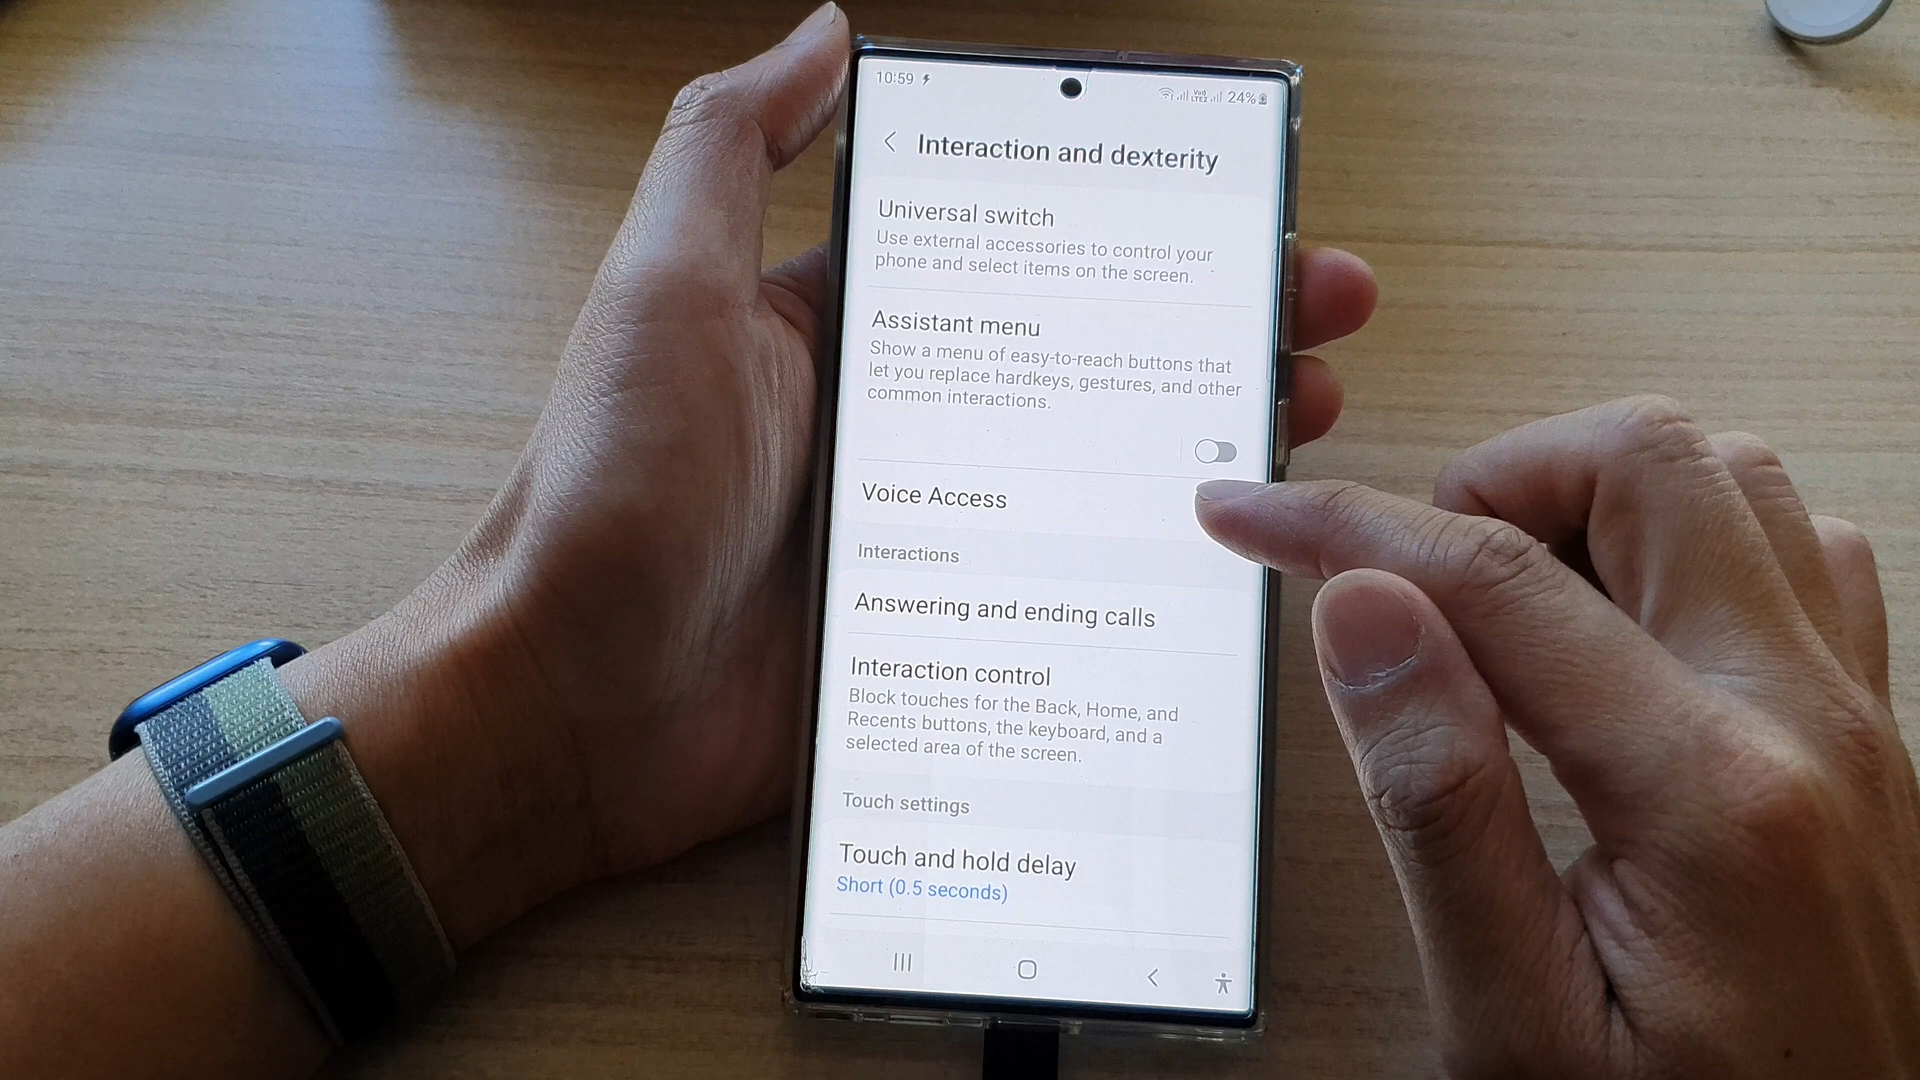 10:59
Vo))
LTE2
24%
Interaction and dexterity
Universal switch
Use external accessories to control your
phone and select items on the screen.
Assistant menu
Show a menu of easy-to-reach buttons that
let you replace hardkeys, gestures, and other
common interactions.
Voice Access
Interactions
Answering and ending calls
Interaction control
Block touches for the Back, Home, and
Recents buttons, the keyboard, and a
selected area of the screen.
Touch settings
Touch and hold delay
Short (0.5 seconds)